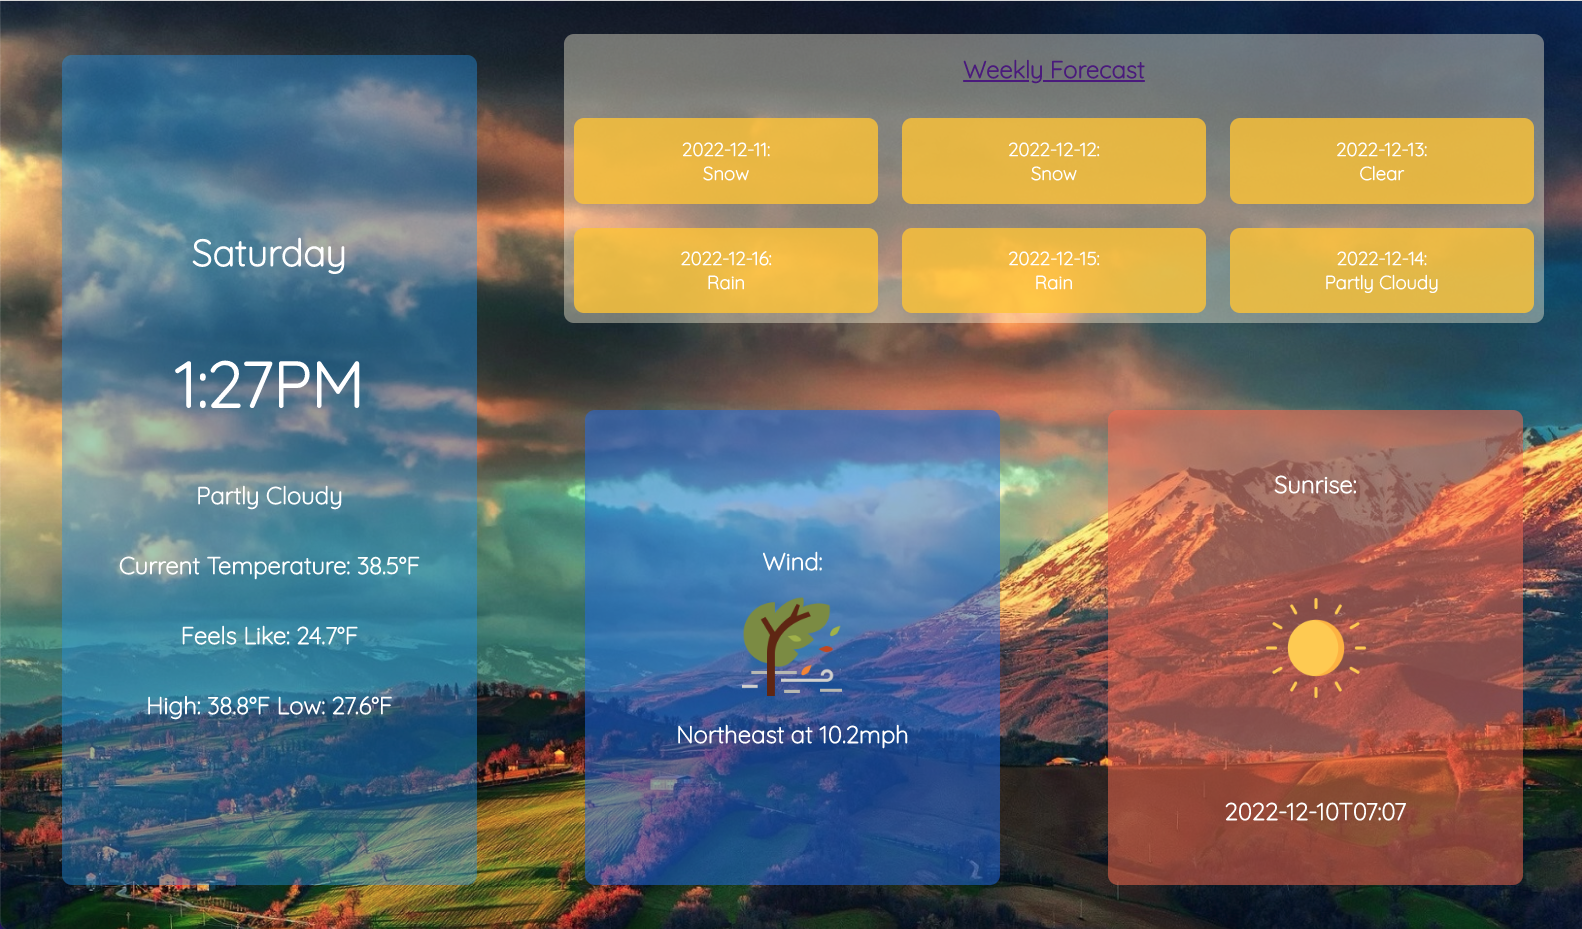 Saturday
1:27PM
Partly Cloudy
Current Temperature: 38.5°F
Feels Like: 24.7°F
High: 38.8°F Low: 27.6°F
Weekly Forecast
2022-12-11:
Snow
2022-12-12:
Snow
2022-12-13:
Clear
2022-12-16:
Rain
2022-12-15:
Rain
2022-12-14:
Partly Cloudy
Wind:
Northeast at 10.2mph
Sunrise:
2022-12-10T07:07